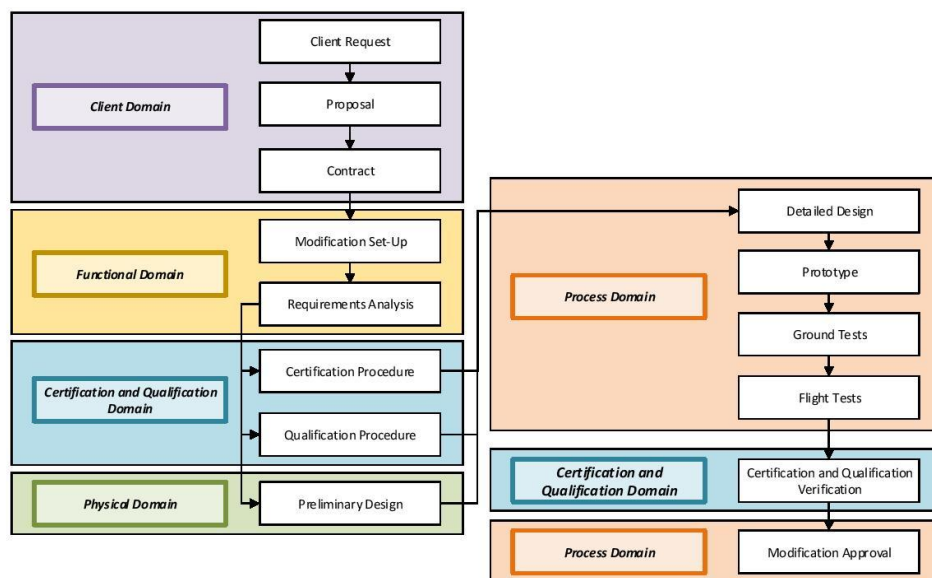 Client Request
Client Domain
Proposal
Contract
Modification Set-Up
Functional Domain
Requirements Analysis
Certification Procedure
Certification and Qualification
Domain
Qualification Procedure
Physical Domain
Preliminary Design
Detailed Design
Prototype
Process Domain
Ground Tests
Flight Tests
Certification and
Qualification Domain
Certification and Qualification
Verification
Process Domain
Modification Approval